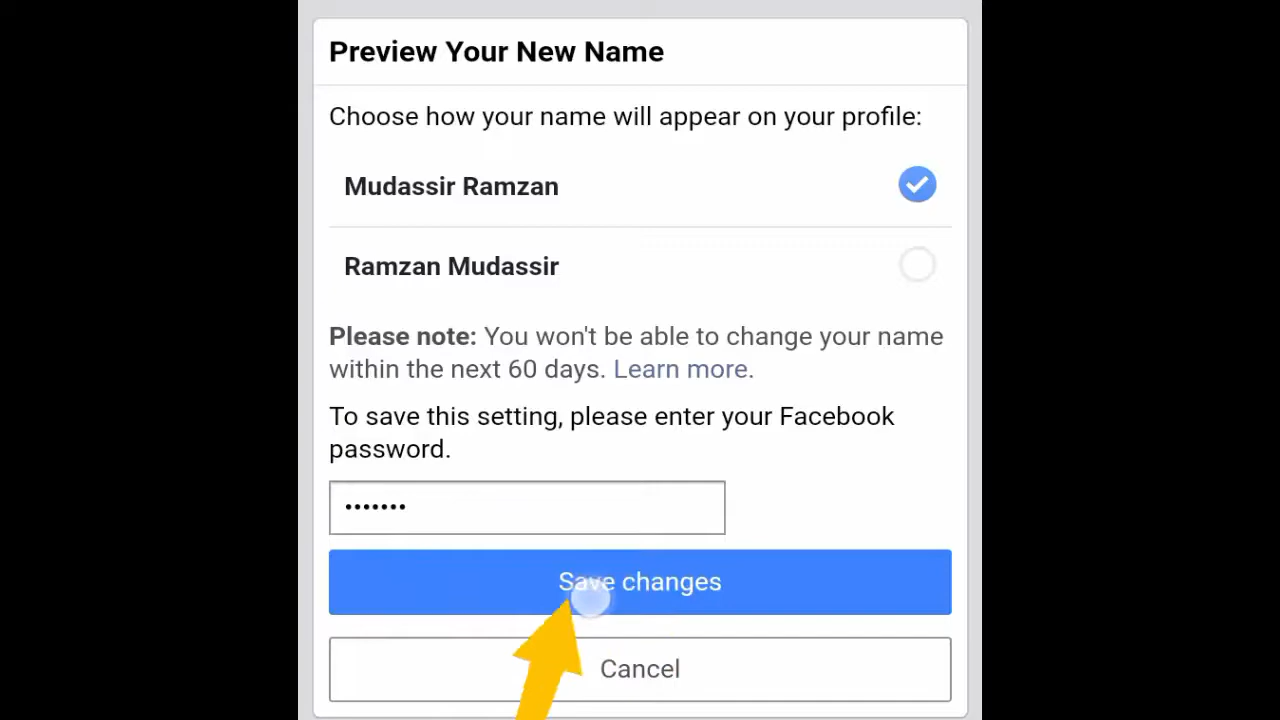 Preview Your New Name
Choose how your name will appear on your profile:
Mudassir Ramzan
Ramzan Mudassir
Please note: You won't be able to change your name
within the next 60 days. Learn more.
To save this setting, please enter your Facebook
password.
•••••••
Save changes
Cancel